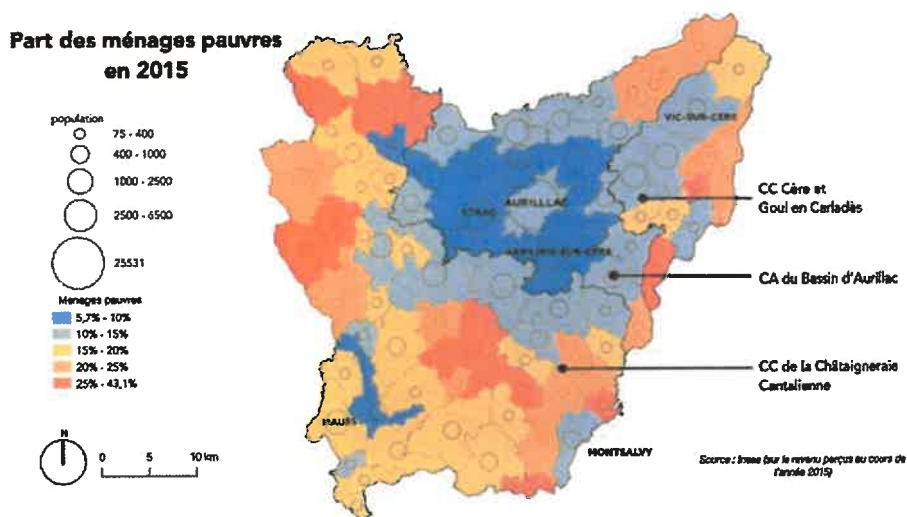 Part des ménages pauvres
en 2015
population
75 - 400
400 - 1000
1000 - 2500
2500 - 6500
25531
Ménages pauvres
5,7% - 10%
10% - 15%
15% - 20%
20% - 25%
25% - 43,1%
N
0 5 10 km
VIC-SUR-CERE
AURILLLAC
YTRAC
ARPAJON-SUR-CERE
MAURS
MONTSALVY
CC Cère et
Goul en Carladès
CA du Bassin d'Aurillac
CC de la Châtaigneraie
Cantalienne
Source : Insee (sur le revenu perçus au cours de
l'année 2015)